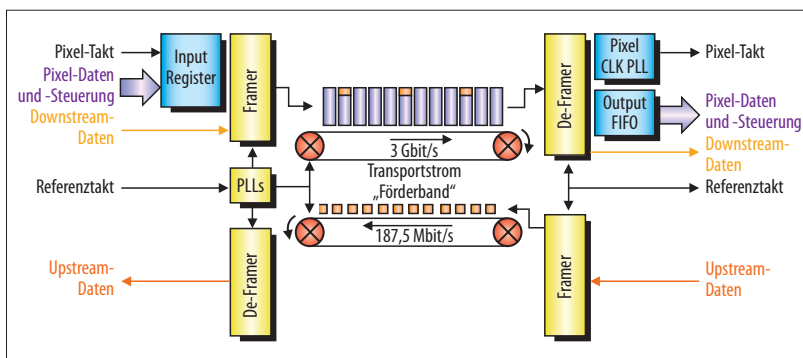 Pixel-Takt
Pixel-Daten
und -Steuerung
Downstream-
Daten
Referenztakt
Upstream-
Daten
Input
Register
Framer
PLLs
De-Framer
3 Gbit/s
Transportstrom
„Förderband“
187,5 Mbit/s
De-Framer
Framer
Pixel
CLK PLL
Output
FIFO
Pixel-Takt
Pixel-Daten
und -Steuerung
Downstream-
Daten
Referenztakt
Upstream-
Daten